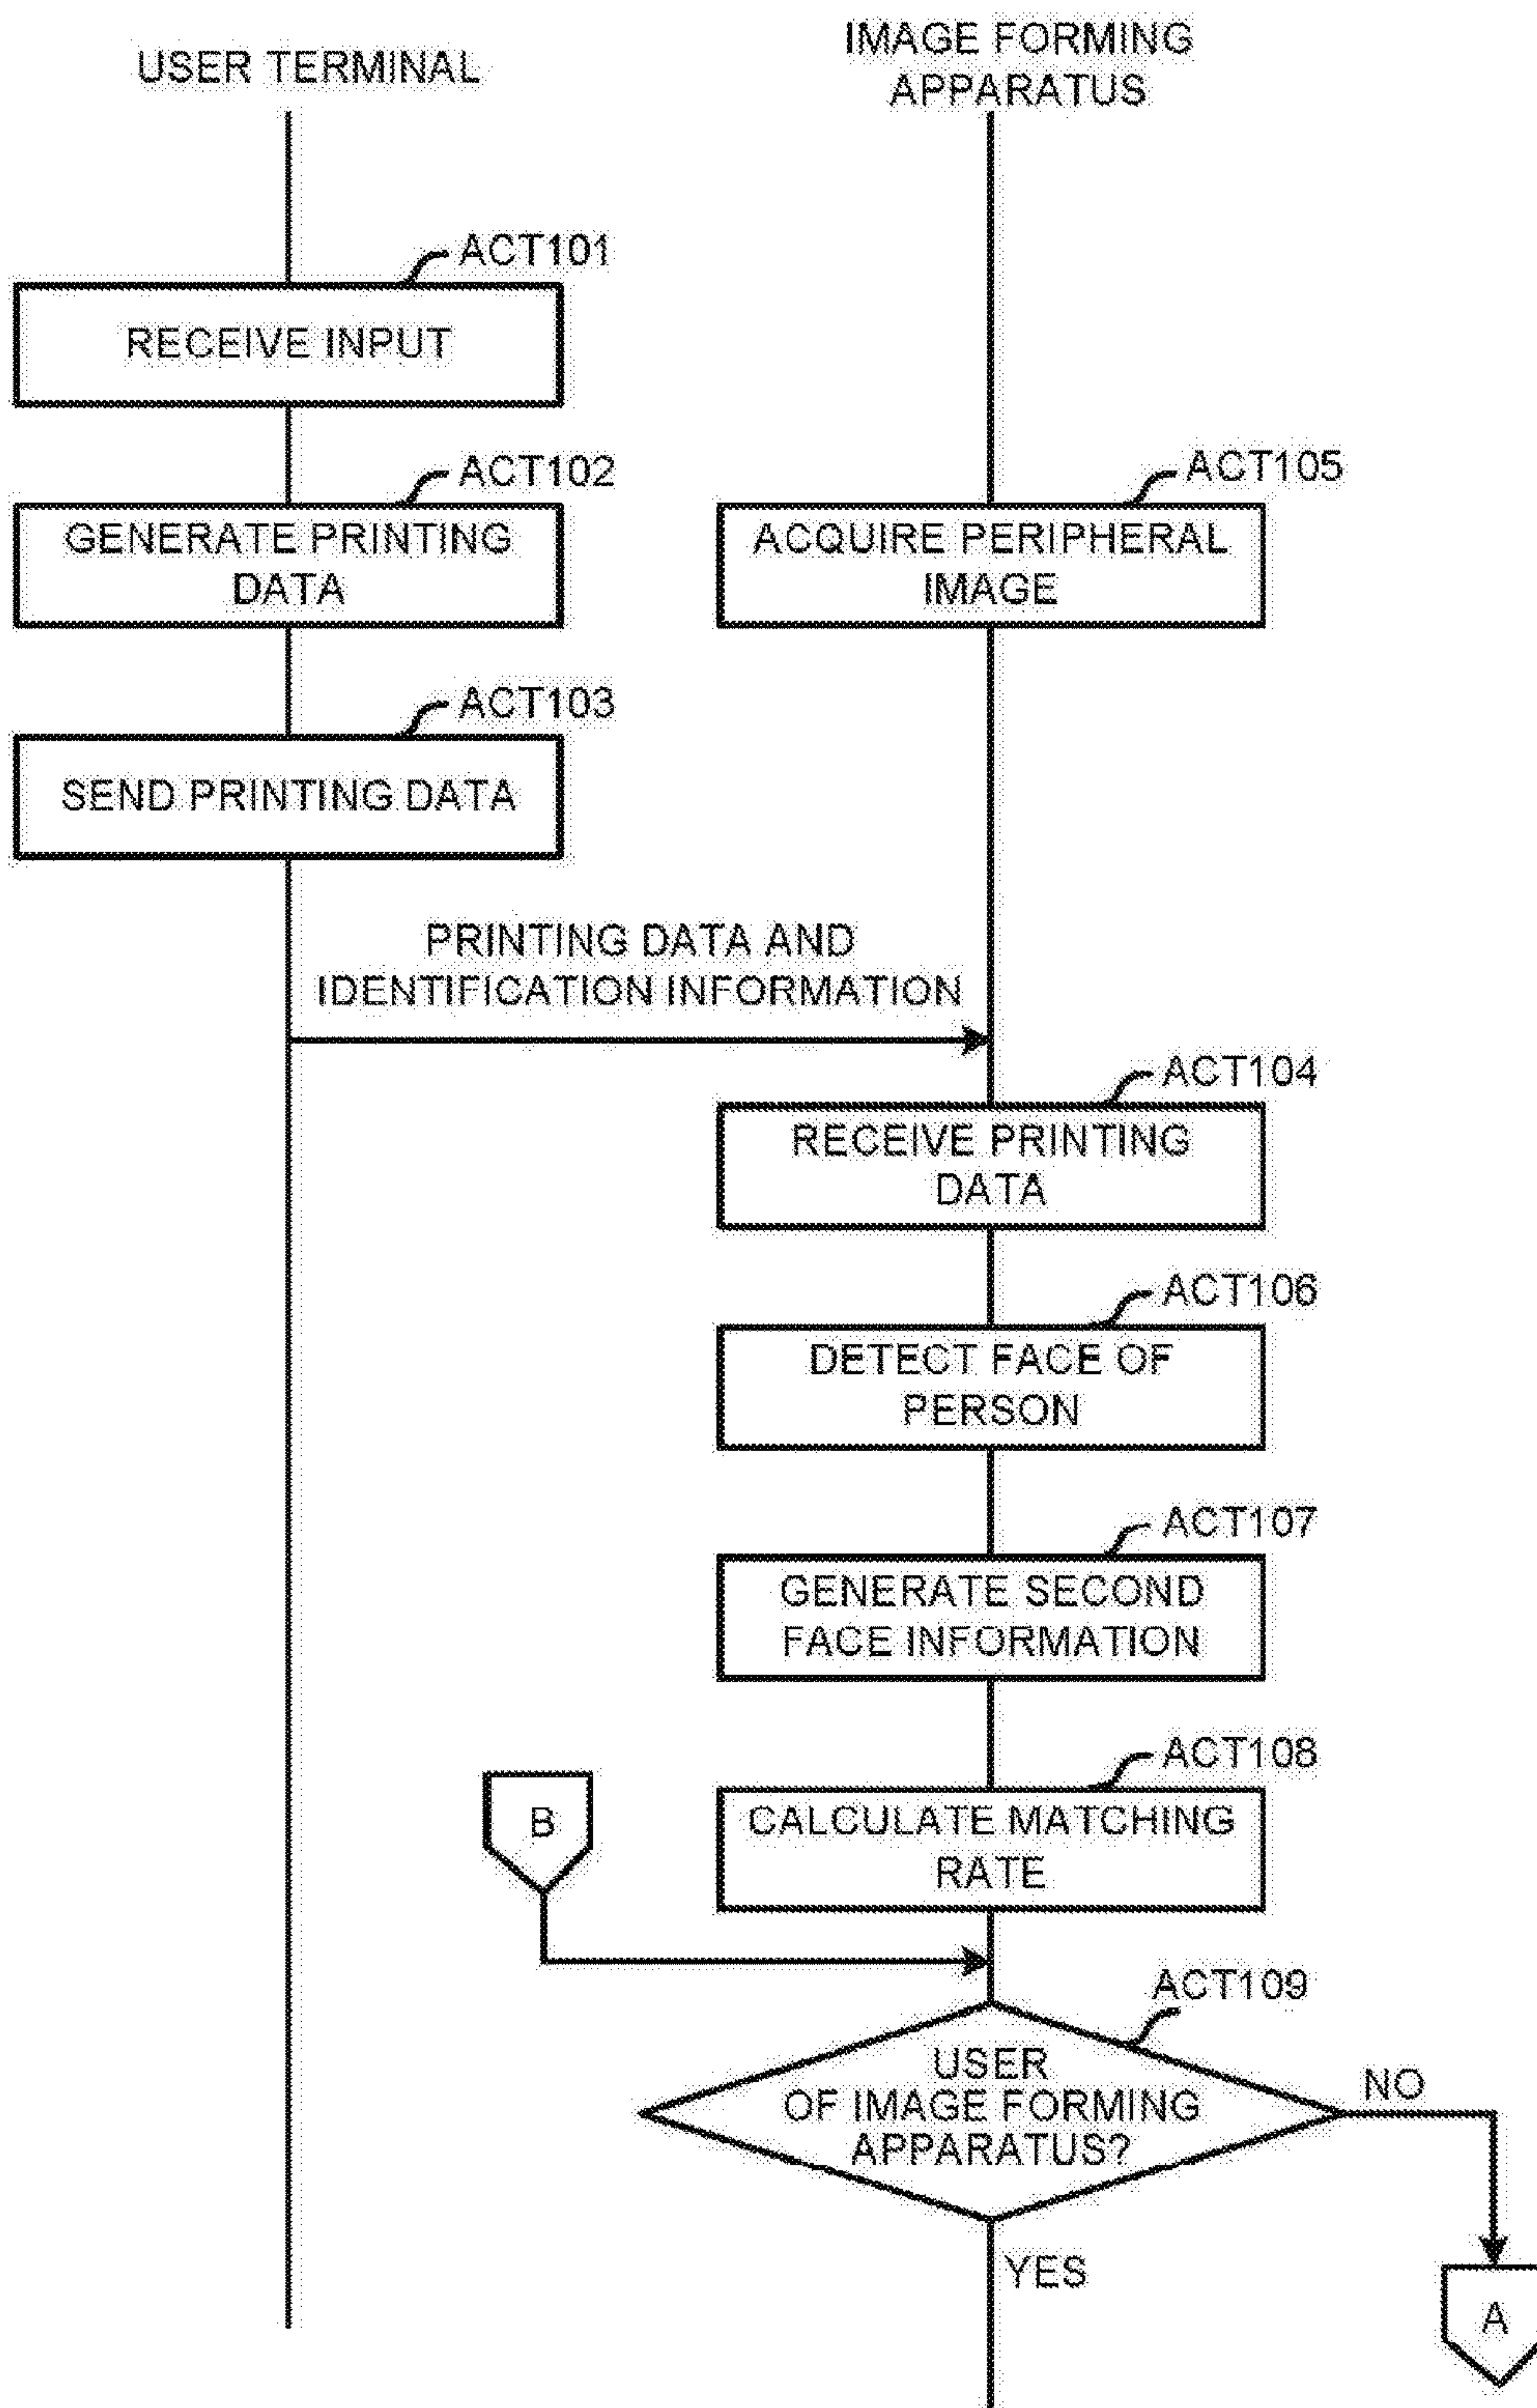 USER TERMINAL
IMAGE FORMING
APPARATUS
ACT101
RECEIVE INPUT
ACT102
GENERATE PRINTING
DATA
ACT105
ACQUIRE PERIPHERAL
IMAGE
ACT103
SEND PRINTING DATA
PRINTING DATA AND
IDENTIFICATION INFORMATION
ACT104
RECEIVE PRINTING
DATA
ACT106
DETECT FACE OF
PERSON
ACT107
GENERATE SECOND
FACE INFORMATION
ACT108
CALCULATE MATCHING
RATE
B
ACT109
USER
OF IMAGE FORMING
APPARATUS?
NO
YES
A